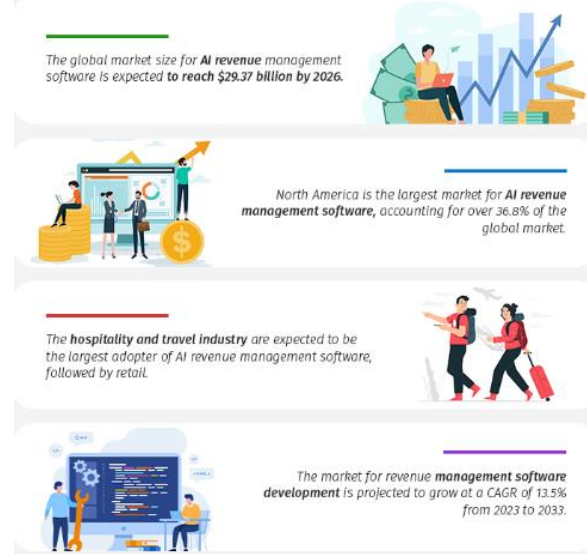 The global market size for AI revenue management
software is expected to reach $29.37 billion by 2026.
North America is the largest market for AI revenue
management software, accounting for over 36.8% of the
global market.
The hospitality and travel industry are expected to be
the largest adopter of AI revenue management software,
followed by retail.
C++
The market for revenue management software
development is projected to grow at a CAGR of 13.5%
from 2023 to 2033.